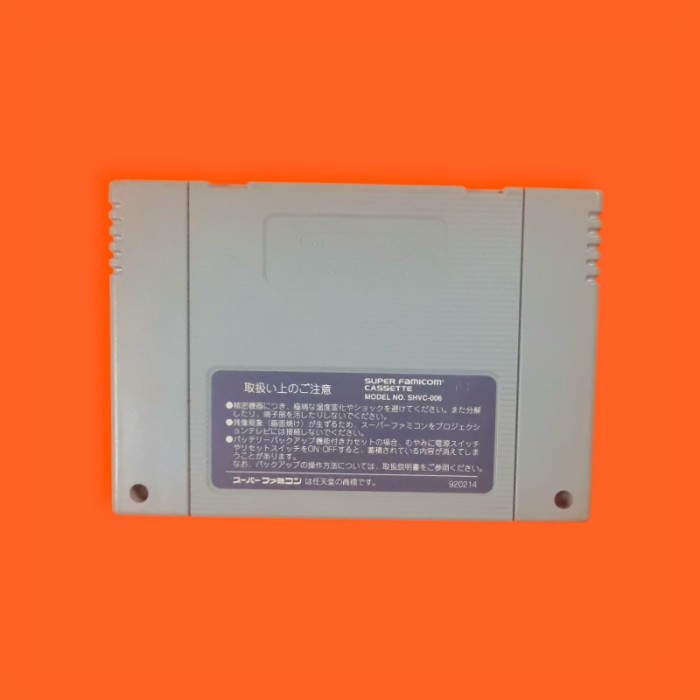 取扱い上のご注意
SUPER FAMICOM
CASSETTE
MODEL NO. SHVC-006
●精密機器につき、極端な温度変化やショックを避けてください。また分解
したり、端子部を汚したりしないでください。
●残像現象（画面焼け）が生ずるため、スーパーファミコンをプロジェクシ
ョンテレビには接続しないでください。
●バッテリーバックアップ機能付きカセットの場合、むやみに電源スイッチ
やリセットスイッチをON・OFFすると、蓄積されている内容が消えてしま
うことがあります。
なお、バックアップの操作方法については、取扱説明書をご参照ください。
スーパーファミコン は任天堂の商標です。
920214